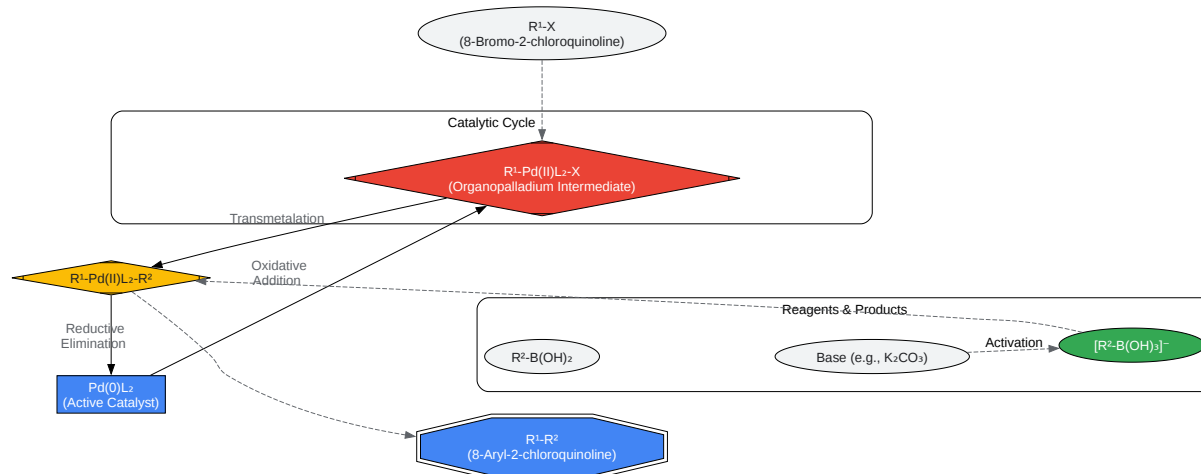 R¹-X
(8-Bromo-2-chloroquinoline)
Catalytic Cycle
R¹-Pd(II)L₂-X
(Organopalladium Intermediate)
Transmetalation
Oxidative
Addition
R¹-Pd(II)L₂-R²
Reagents & Products
Reductive
Elimination
R²-B(OH)₂
Base (e.g., K₂CO₃)
Activation
[R²-B(OH)₃]⁻
Pd(0)L₂
(Active Catalyst)
R¹-R²
(8-Aryl-2-chloroquinoline)